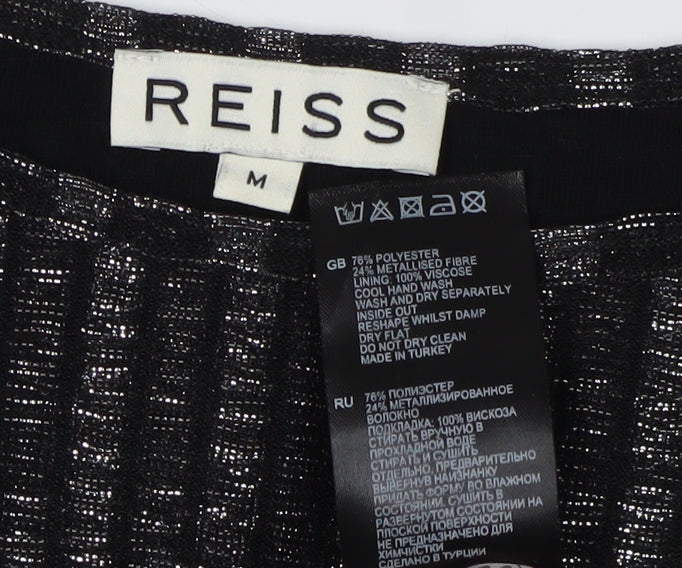 REISS
M
GB 76% POLYESTER
24% METALLISED FIBRE
LINING: 100% VISCOSE
COOL HAND WASH
WASH AND DRY SEPARATELY
INSIDE OUT
RESHAPE WHILST DAMP
DRY FLAT
DO NOT DRY CLEAN
MADE IN TURKEY
RU 76% ПОЛИЭСТЕР
24% МЕТАЛЛИЗИРОВАННОЕ
ВОЛОКНО
ПОДКЛАДКА: 100% ВИСКОЗА
СТИРАТЬ ВРУЧНУЮ В
ПРОХЛАДНОЙ ВОДЕ
СТИРАТЬ И СУШИТЬ
ОТДЕЛЬНО, ПРЕДВАРИТЕЛЬНО
ВЫВЕРНУВ НАИЗНАНКУ
ПРИДАТЬ ФОРМУ ВО ВЛАЖНОМ
СОСТОЯНИИ. СУШИТЬ В
РАЗВЕРНУТОМ СОСТОЯНИИ НА
ПЛОСКОЙ ПОВЕРХНОСТИ
НЕ ПРЕДНАЗНАЧЕНО ДЛЯ
ХИМЧИСТКИ
СДЕЛАНО В ТУРЦИИ